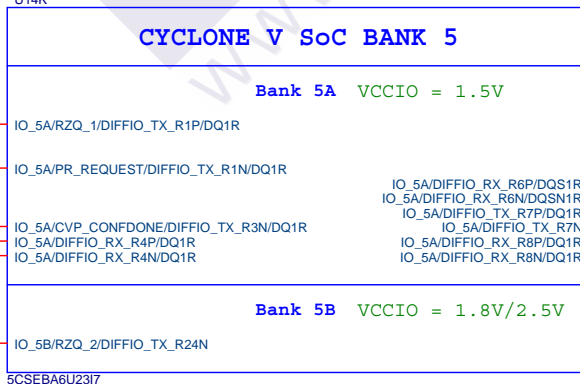 U14K
CYCLONE V SoC BANK 5
Bank 5A VCCIO = 1.5V
IO_5A/RZQ_1/DIFFIO_TX_R1P/DQ1R
IO_5A/PR_REQUEST/DIFFIO_TX_R1N/DQ1R
IO_5A/DIFFIO_RX_R6P/DQS1R
IO_5A/DIFFIO_RX_R6N/DQSN1R
IO_5A/DIFFIO_TX_R7P/DQ1R
IO_5A/CVP_CONFDONE/DIFFIO_TX_R3N/DQ1R
IO_5A/DIFFIO_TX_R7N
IO_5A/DIFFIO_RX_R4P/DQ1R
IO_5A/DIFFIO_RX_R8P/DQ1R
IO_5A/DIFFIO_RX_R4N/DQ1R
IO_5A/DIFFIO_RX_R8N/DQ1R
Bank 5B VCCIO = 1.8V/2.5V
IO_5B/RZQ_2/DIFFIO_TX_R24N
5CSEBA6U23I7